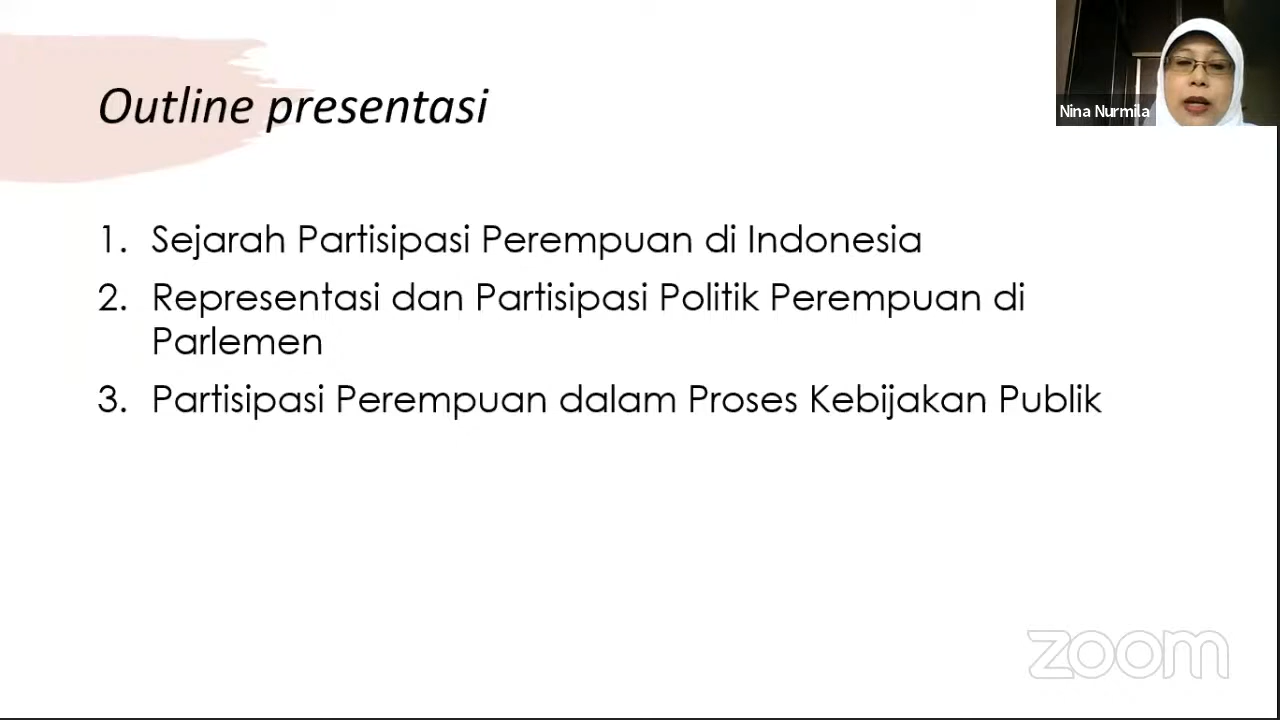 Outline presentasi
Nina Nurmila
1. Sejarah Partisipasi Perempuan di Indonesia
2. Representasi dan Partisipasi Politik Perempuan di
Parlemen
3. Partisipasi Perempuan dalam Proses Kebijakan Publik
zoom